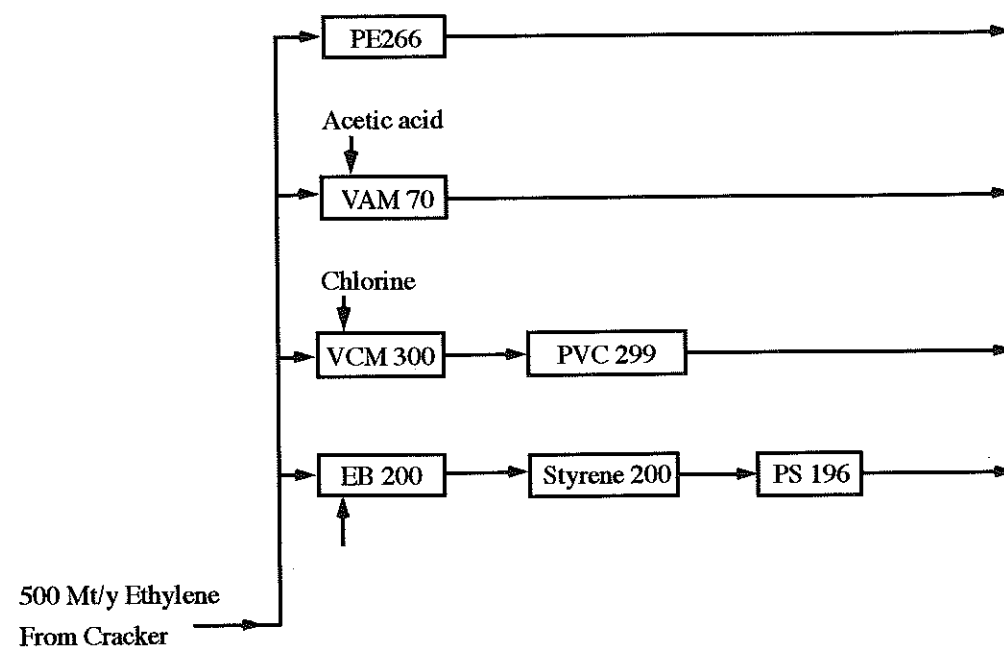 PE266
Acetic acid
VAM 70
Chlorine
VCM 300
PVC 299
EB 200
Styrene 200
PS 196
500 Mt/y Ethylene
From Cracker